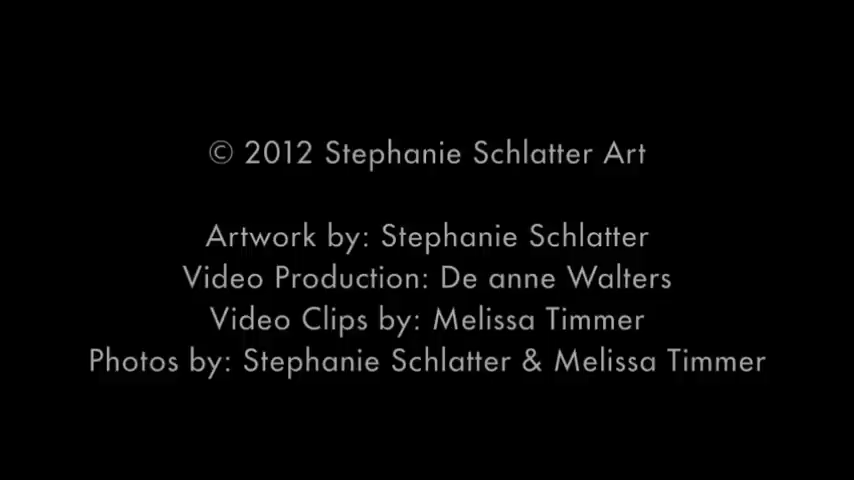 © 2012 Stephanie Schlatter Art
Artwork by: Stephanie Schlatter
Video Production: De anne Walters
Video Clips by: Melissa Timmer
Photos by: Stephanie Schlatter & Melissa Timmer